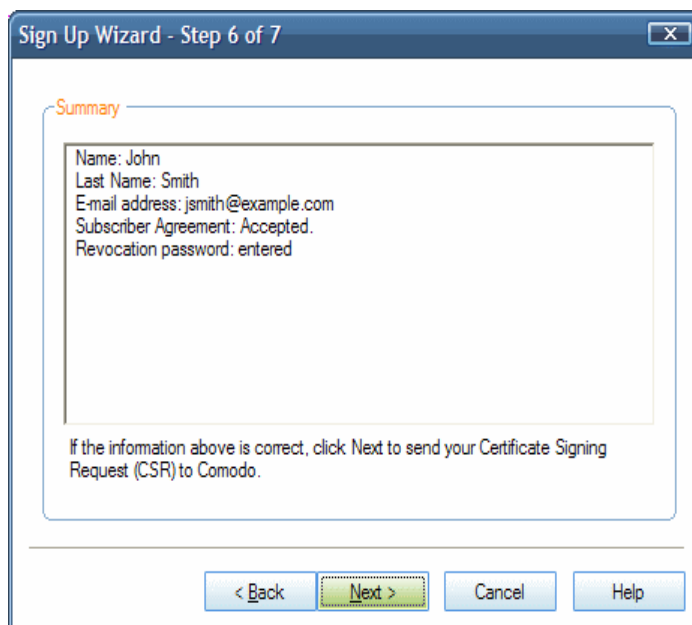 Sign Up Wizard - Step 6 of 7
X
Summary
Name: John
Last Name: Smith
E-mail address: jsmith@example.com
Subscriber Agreement: Accepted.
Revocation password: entered
If the information above is correct, click Next to send your Certificate Signing
Request (CSR) to Comodo.
< Back Next > Cancel Help